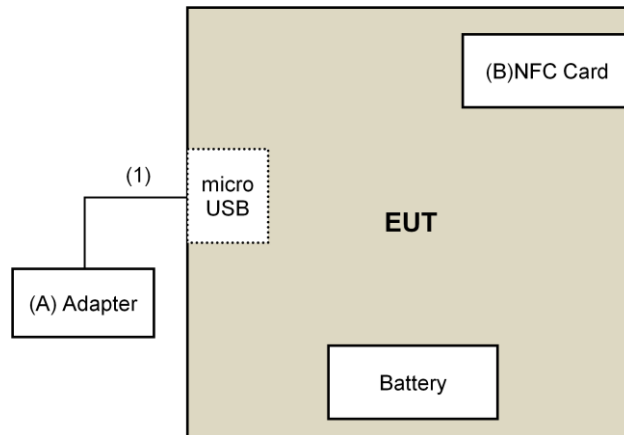 (B)NFC Card
(1)
micro
USB
EUT
(A) Adapter
Battery